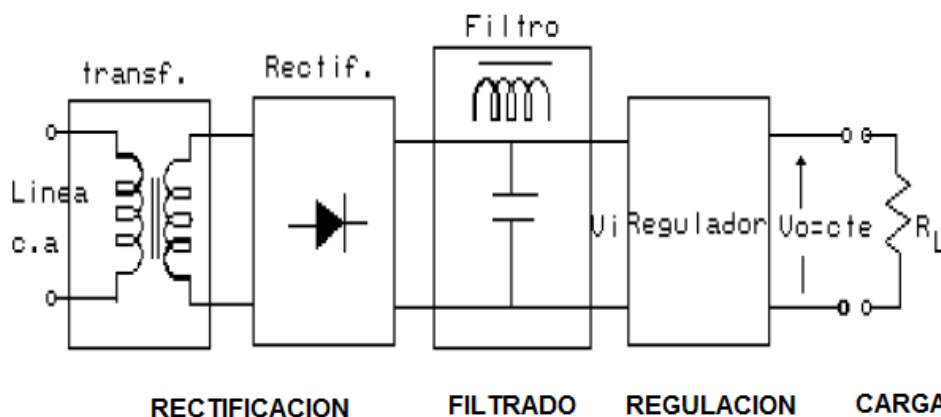 Filtro
transf.
Rectif.
Linea
c.a
Vi
Regulador
Vo=cte
RL
RECTIFICACION
FILTRADO
REGULACION
CARGA